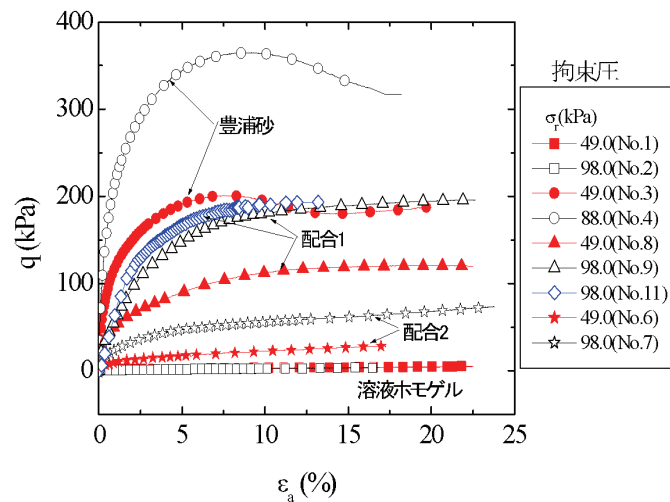 400
300
200
100
0
q (kPa)
0
5
10
15
20
25
εa (%)
豊浦砂
配合1
配合2
溶液ホモゲル
拘束圧
σr(kPa)
49.0(No.1)
98.0(No.2)
49.0(No.3)
88.0(No.4)
49.0(No.8)
98.0(No.9)
98.0(No.11)
49.0(No.6)
98.0(No.7)